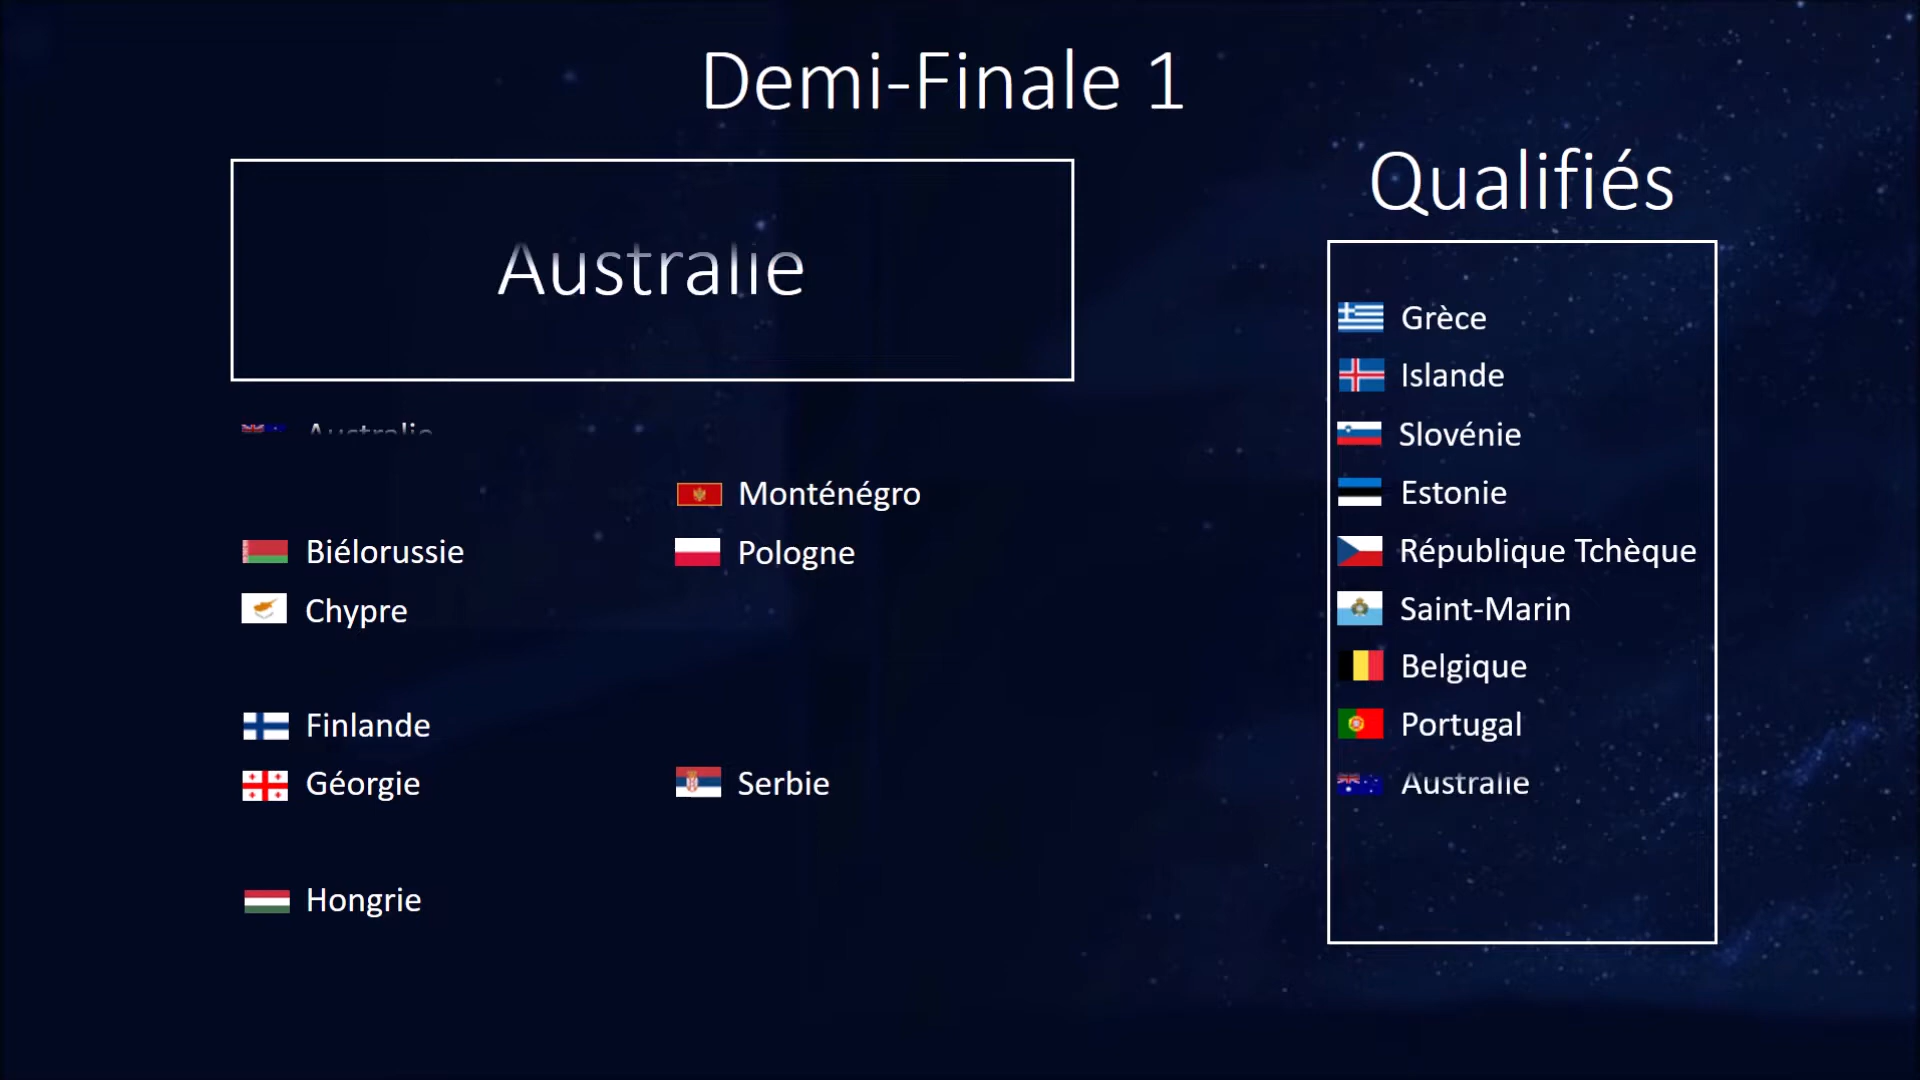 Demi-Finale 1
Australie
Australie
Biélorussie
Chypre
Finlande
Géorgie
Hongrie
Monténégro
Pologne
Serbie
Qualifiés
Grèce
Islande
Slovénie
Estonie
République Tchèque
Saint-Marin
Belgique
Portugal
Australie